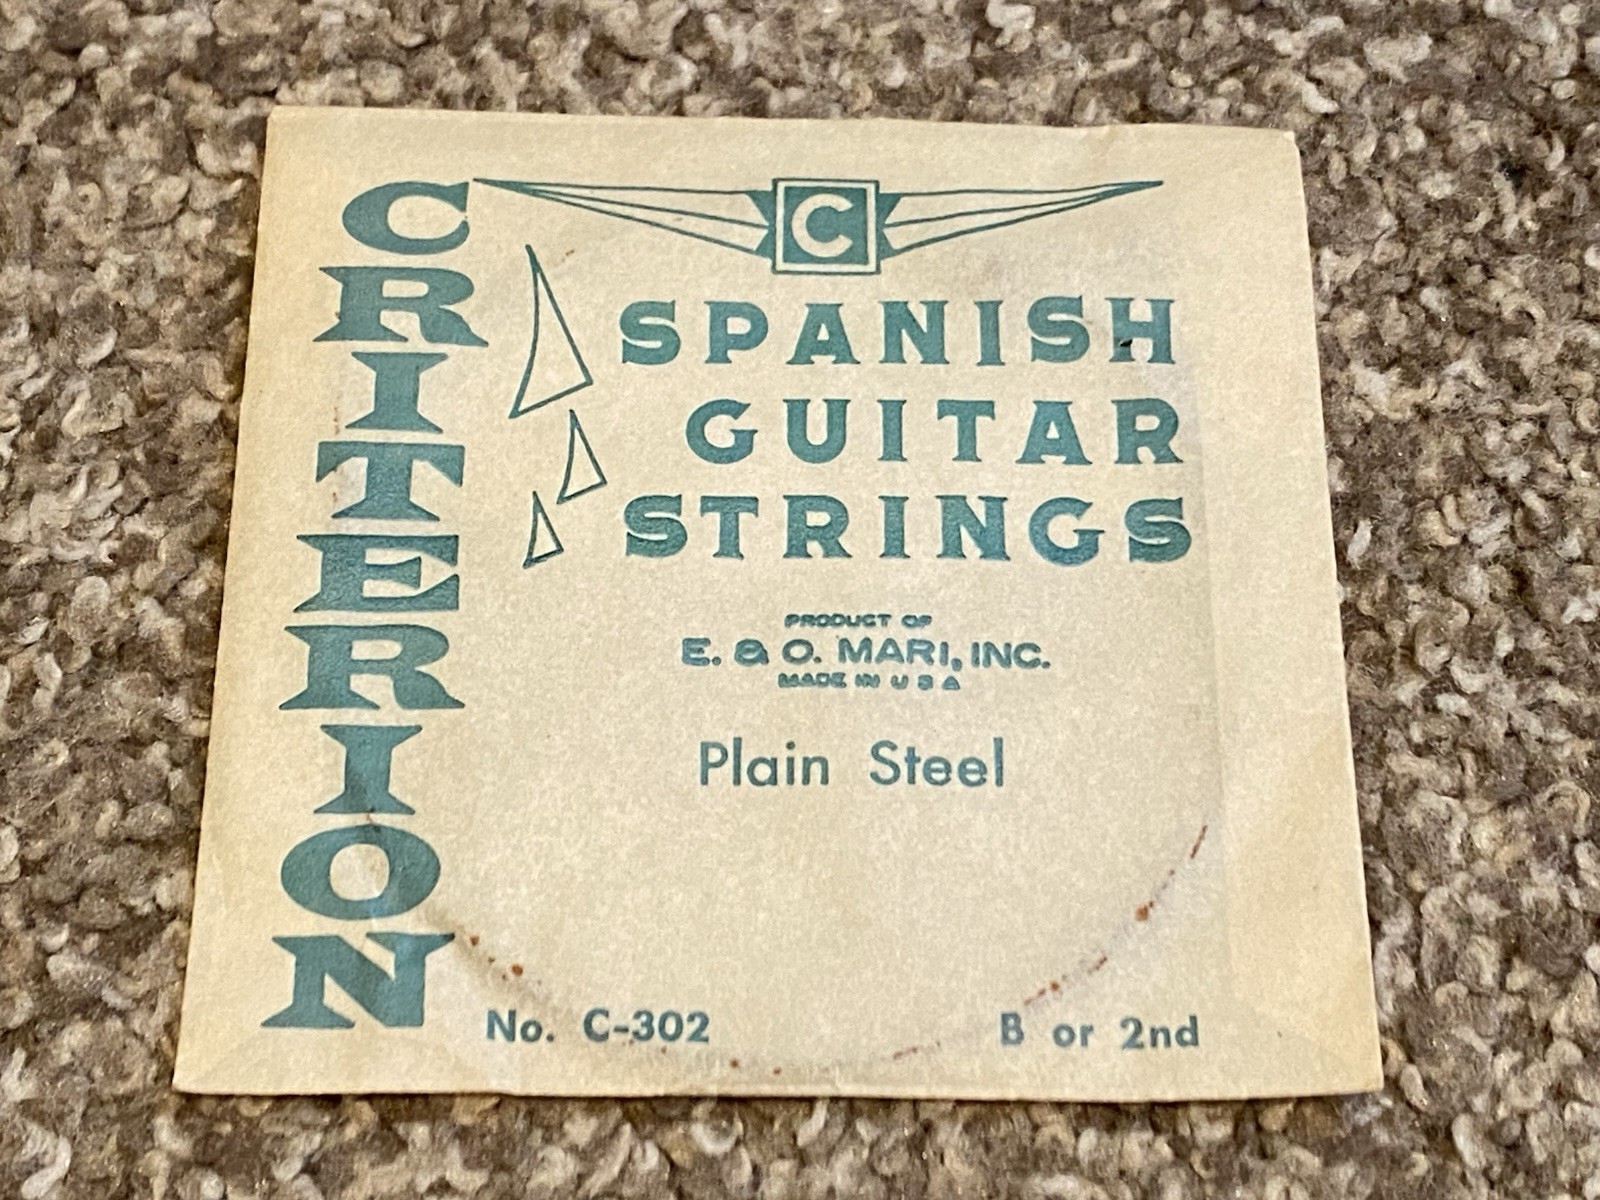 CRITERION
C
SPANISH
GUITAR
STRINGS
PRODUCT OF
E. & O. MARI, INC.
MADE IN U S A
Plain Steel
No. C-302
B or 2nd